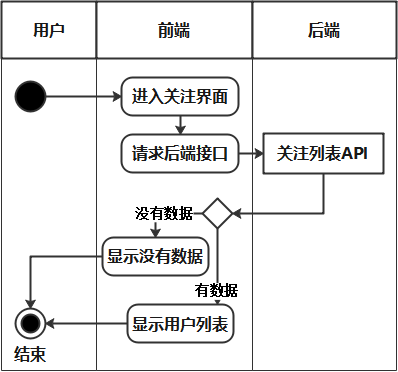 用户
前端
后端
进入关注界面
请求后端接口
关注列表API
没有数据
显示没有数据
有数据
显示用户列表
结束